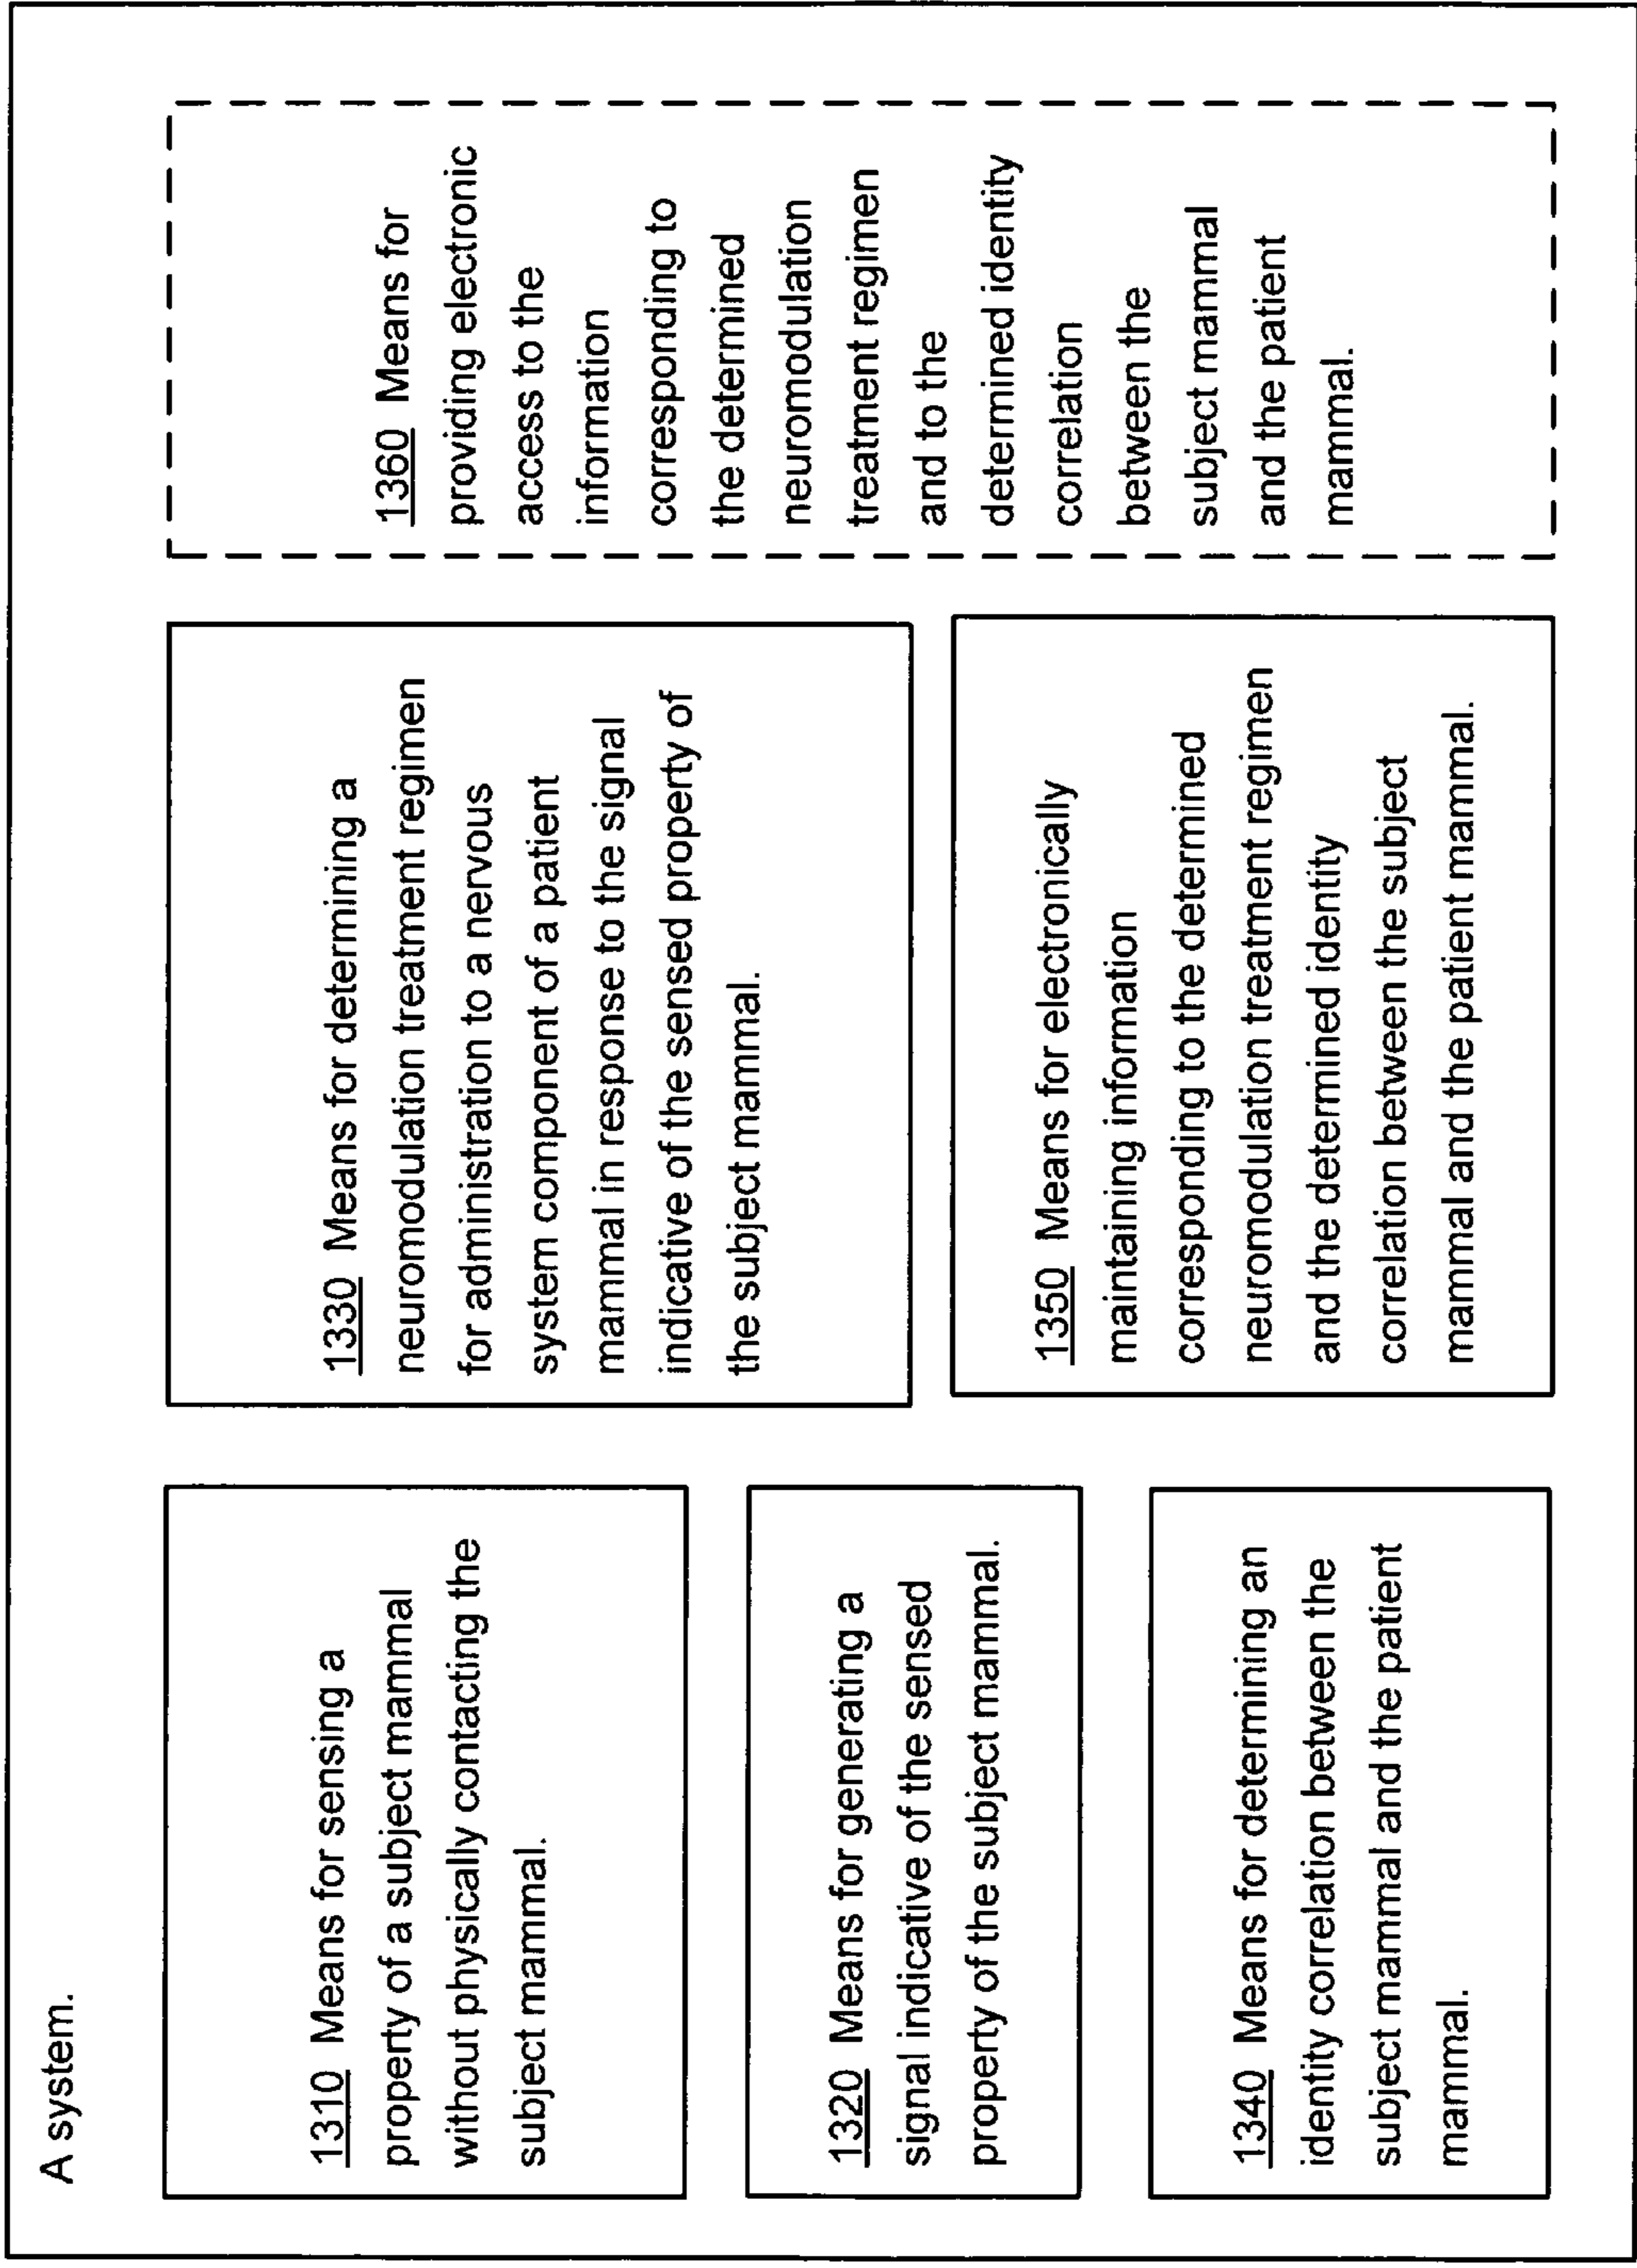 A system.
1310 Means for sensing a
property of a subject mammal
without physically contacting the
subject mammal.
1320 Means for generating a
signal indicative of the sensed
property of the subject mammal.
1340 Means for determining an
identity correlation between the
subject mammal and the patient
mammal.
1330 Means for determining a
neuromodulation treatment regimen
for administration to a nervous
system component of a patient
mammal in response to the signal
indicative of the sensed property of
the subject mammal.
1350 Means for electronically
maintaining information
corresponding to the determined
neuromodulation treatment regimen
and the determined identity
correlation between the subject
mammal and the patient mammal.
1360 Means for
providing electronic
access to the
information
corresponding to
the determined
neuromodulation
treatment regimen
and to the
determined identity
correlation
between the
subject mammal
and the patient
mammal.